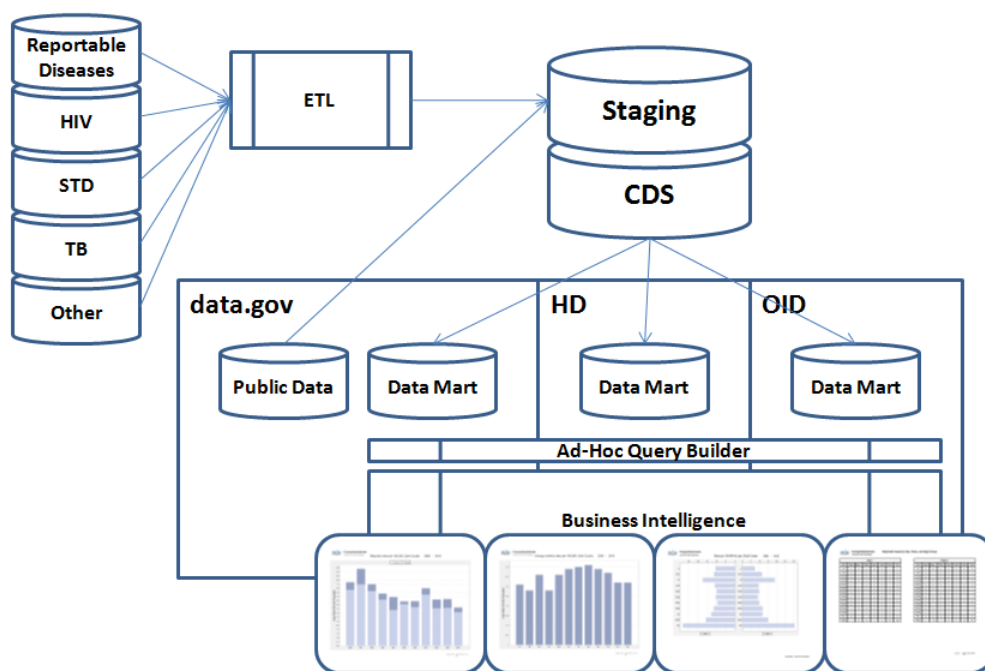 Reportable
Diseases
HIV
STD
TB
Other
ETL
Staging
CDS
data.gov
HD
OID
Public Data
Data Mart
Data Mart
Data Mart
Ad-Hoc Query Builder
Business Intelligence